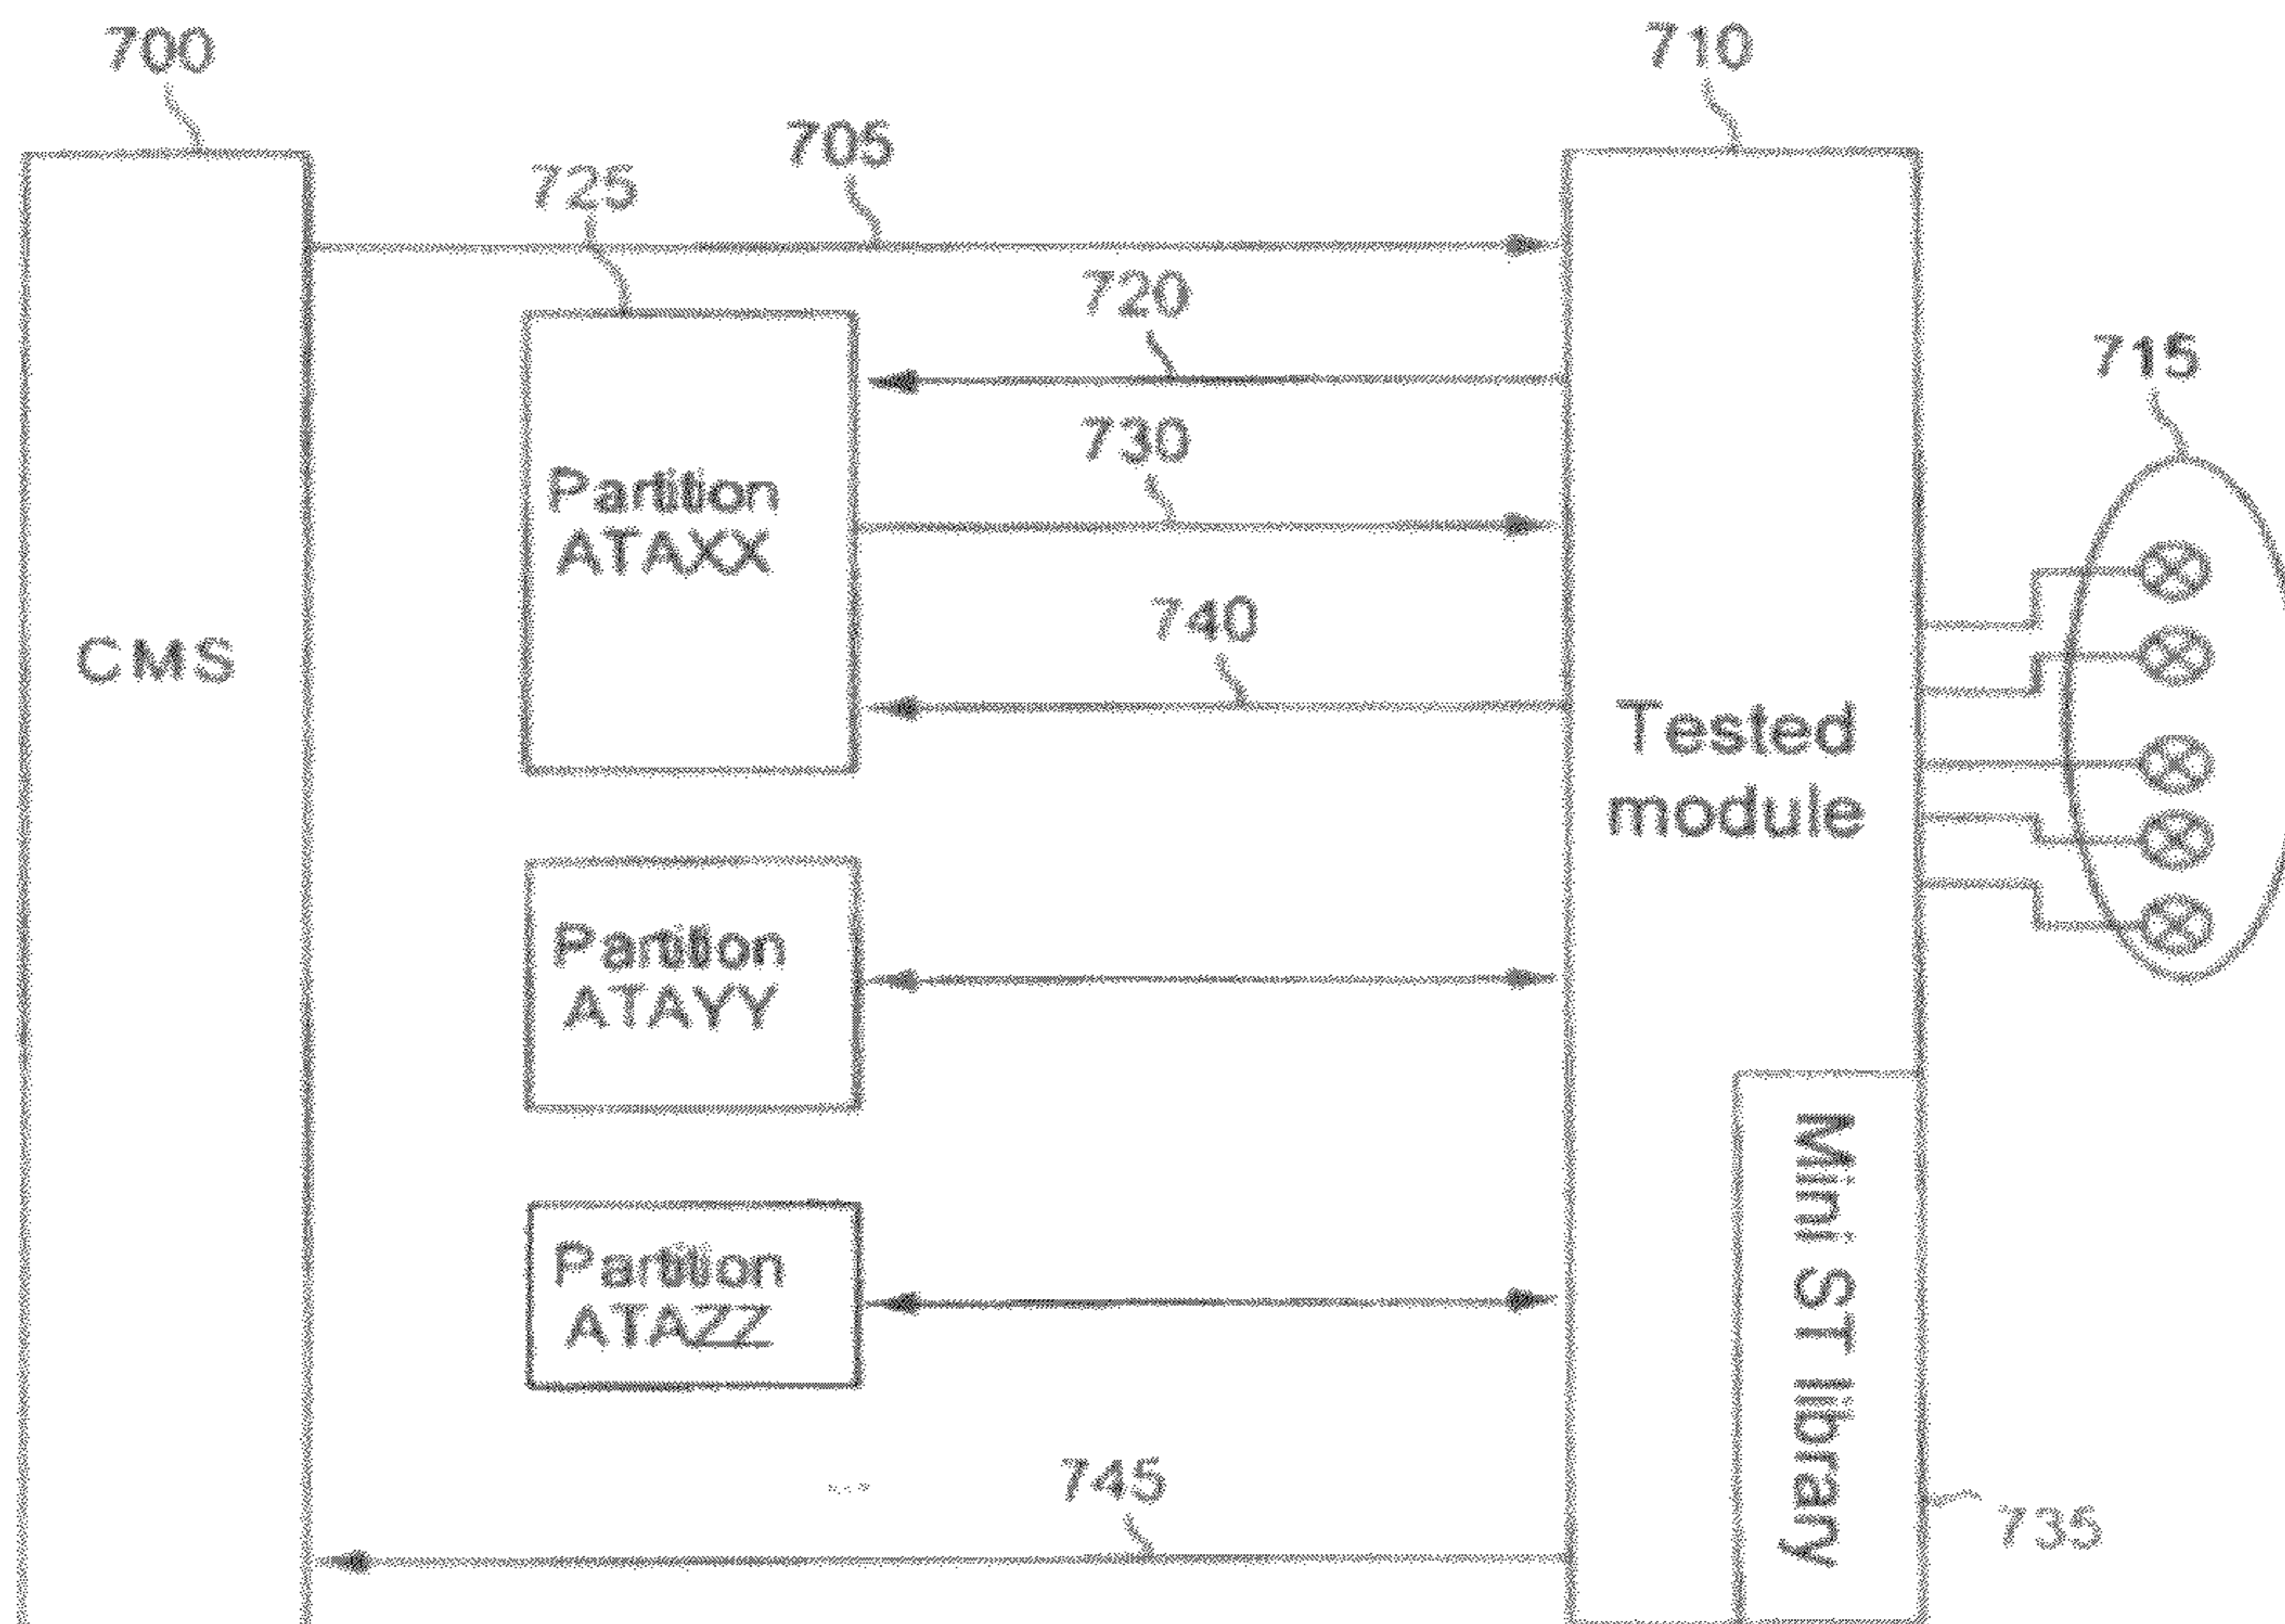 700
710
705
725
720
715
730
Partition
ATAXX
740
CMS
Tested
module
Partition
ATAYY
Mini ST library
Partition
ATAZZ
...
745
735